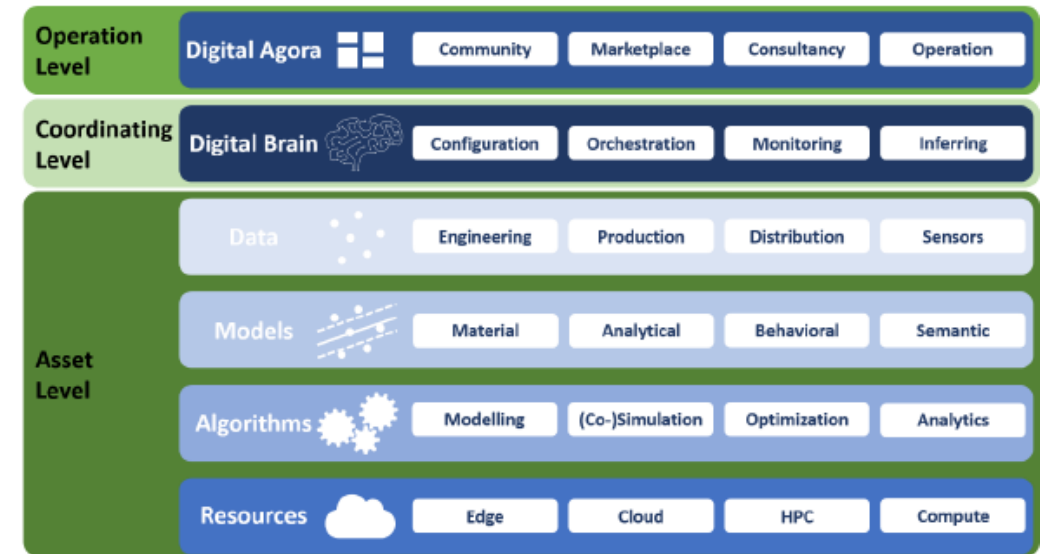 Operation
Level
Digital Agora
Community
Marketplace
Consultancy
Operation
Coordinating
Level
Digital Brain
Configuration
Orchestration
Monitoring
Inferring
Asset
Level
Data
Engineering
Production
Distribution
Sensors
Models
Material
Analytical
Behavioral
Semantic
Algorithms
Modelling
(Co-)Simulation
Optimization
Analytics
Resources
Edge
Cloud
HPC
Compute